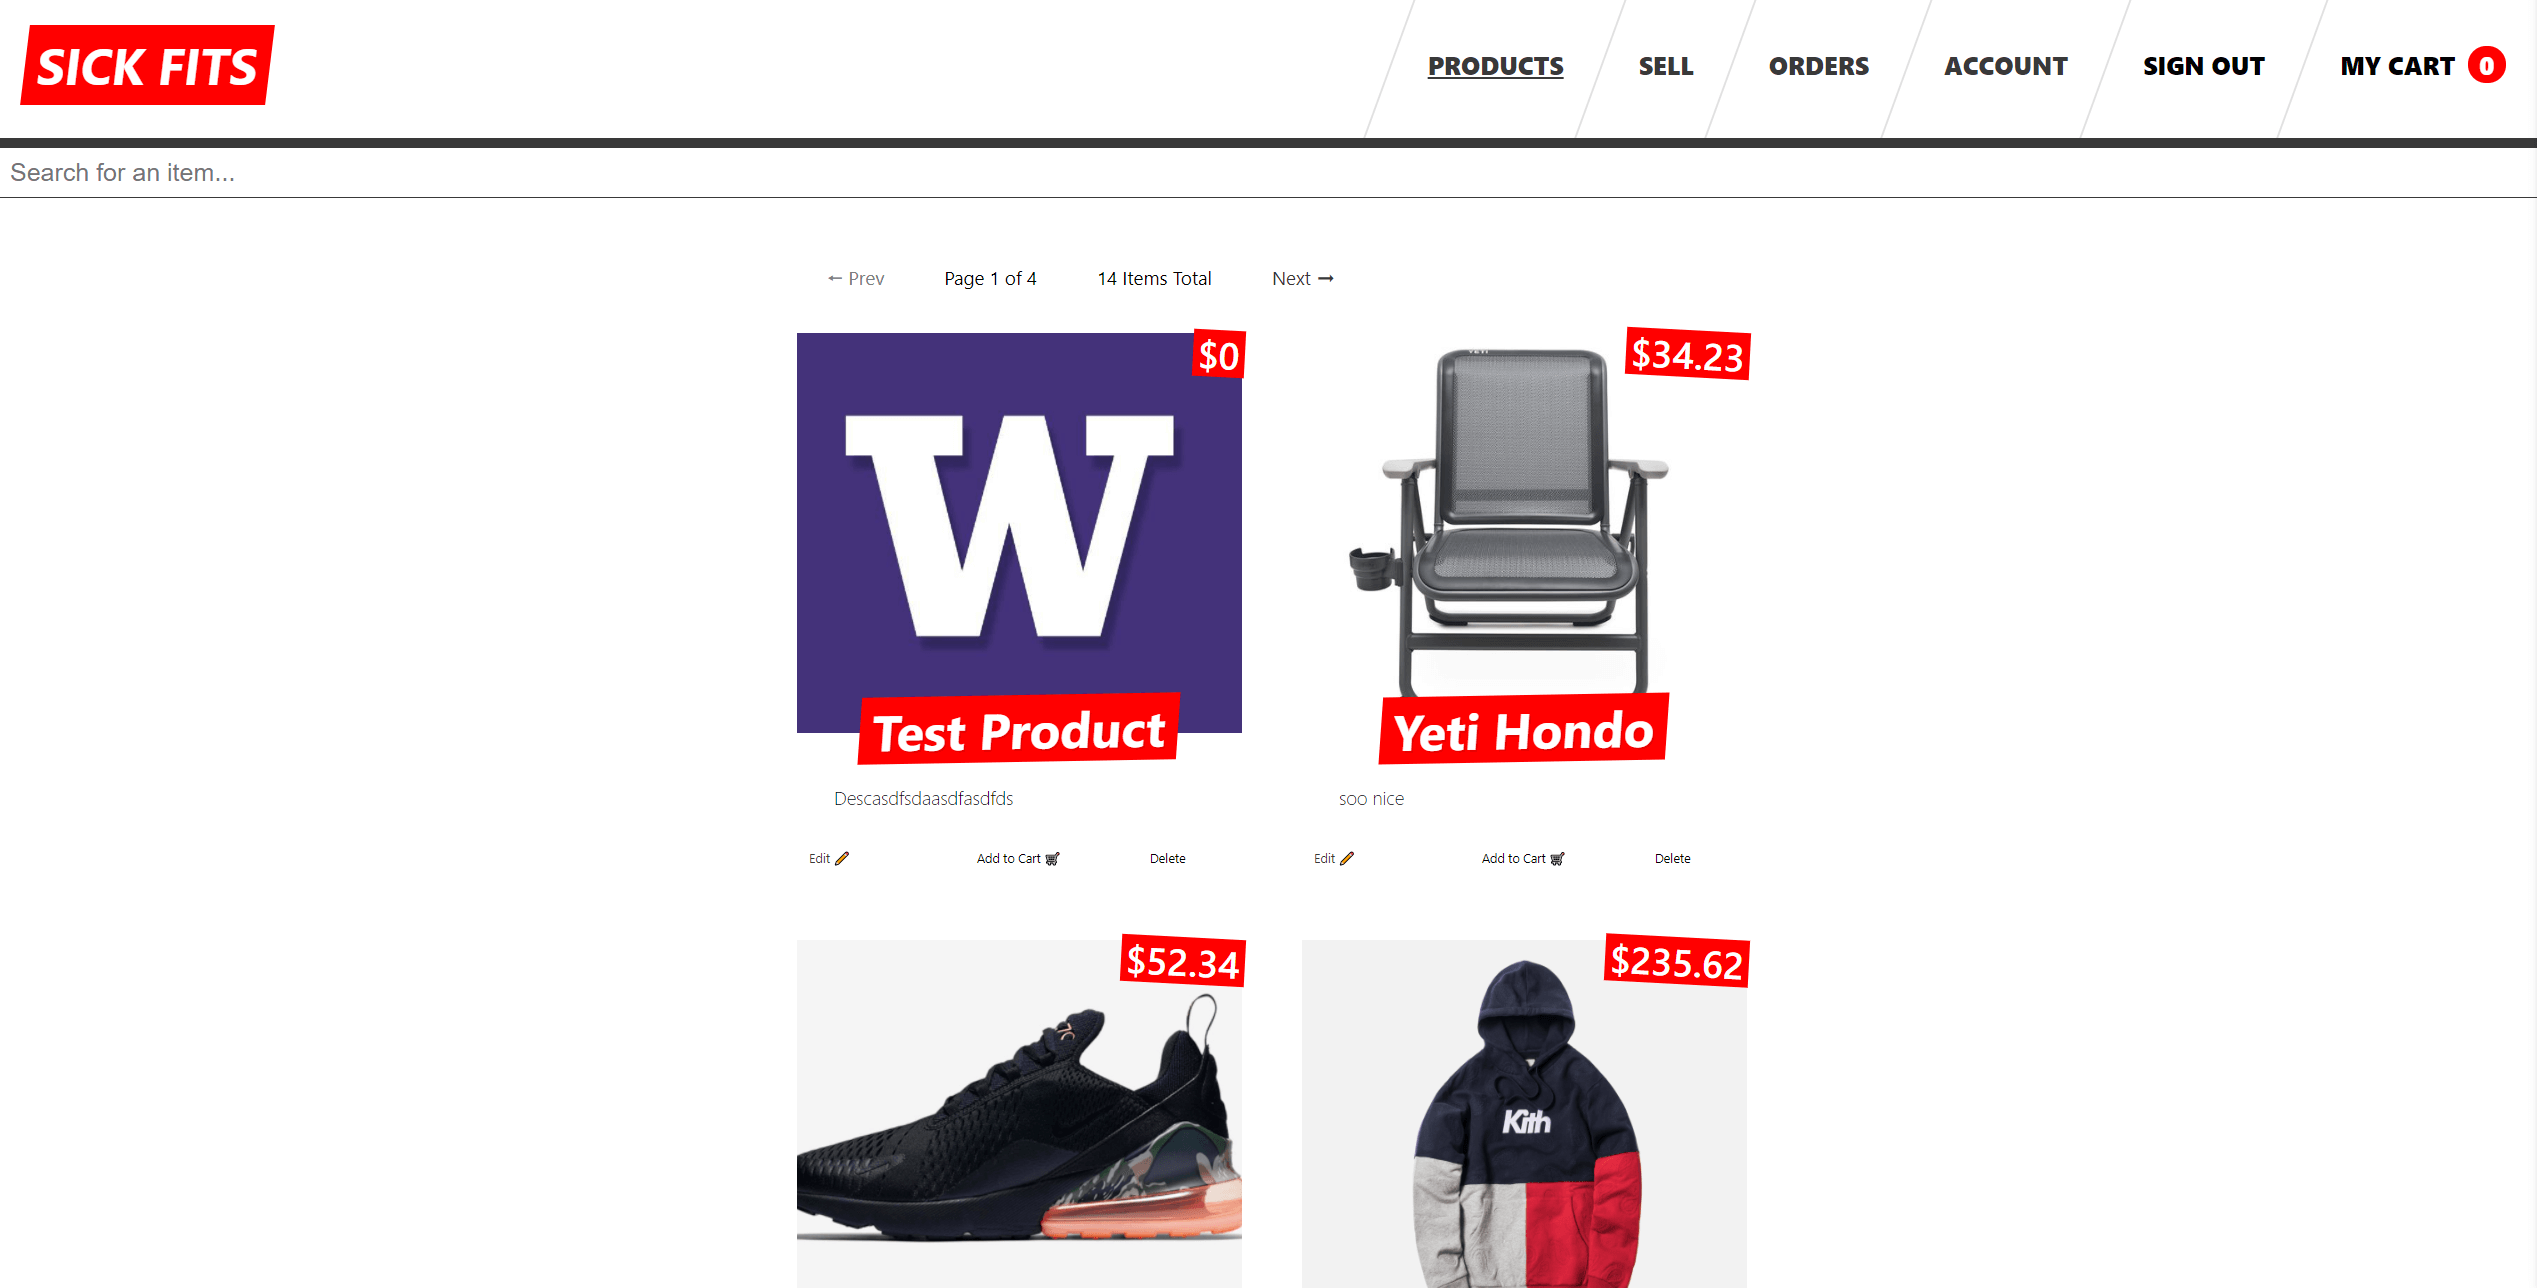 SICK FITS
PRODUCTS
SELL
ORDERS
ACCOUNT
SIGN OUT
MY CART 0
Search for an item...
← Prev
Page 1 of 4
14 Items Total
Next →
$0
W
Test Product
Descasdfsdaasdfasdfds
Edit
Add to Cart
Delete
$34.23
YETI
Yeti Hondo
soo nice
Edit
Add to Cart
Delete
$52.34
$235.62
Kith